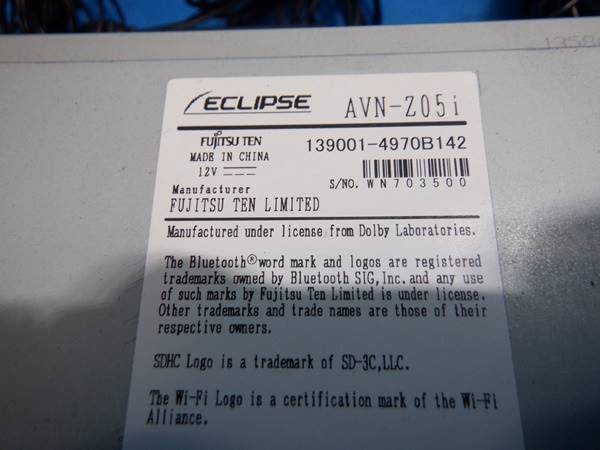 ECLIPSE AVN-Z05i
FUJITSU TEN 139001-4970B142
MADE IN CHINA
12V
S/NO. WN703500
Manufacturer
FUJITSU TEN LIMITED
Manufactured under license from Dolby Laboratories.
The Bluetooth® word mark and logos are registered
trademarks owned by Bluetooth SIG, Inc. and any use
of such marks by Fujitsu Ten Limited is under license.
Other trademarks and trade names are those of their
respective owners.
SDHC Logo is a trademark of SD-3C, LLC.
The Wi-Fi Logo is a certification mark of the Wi-Fi
Alliance.